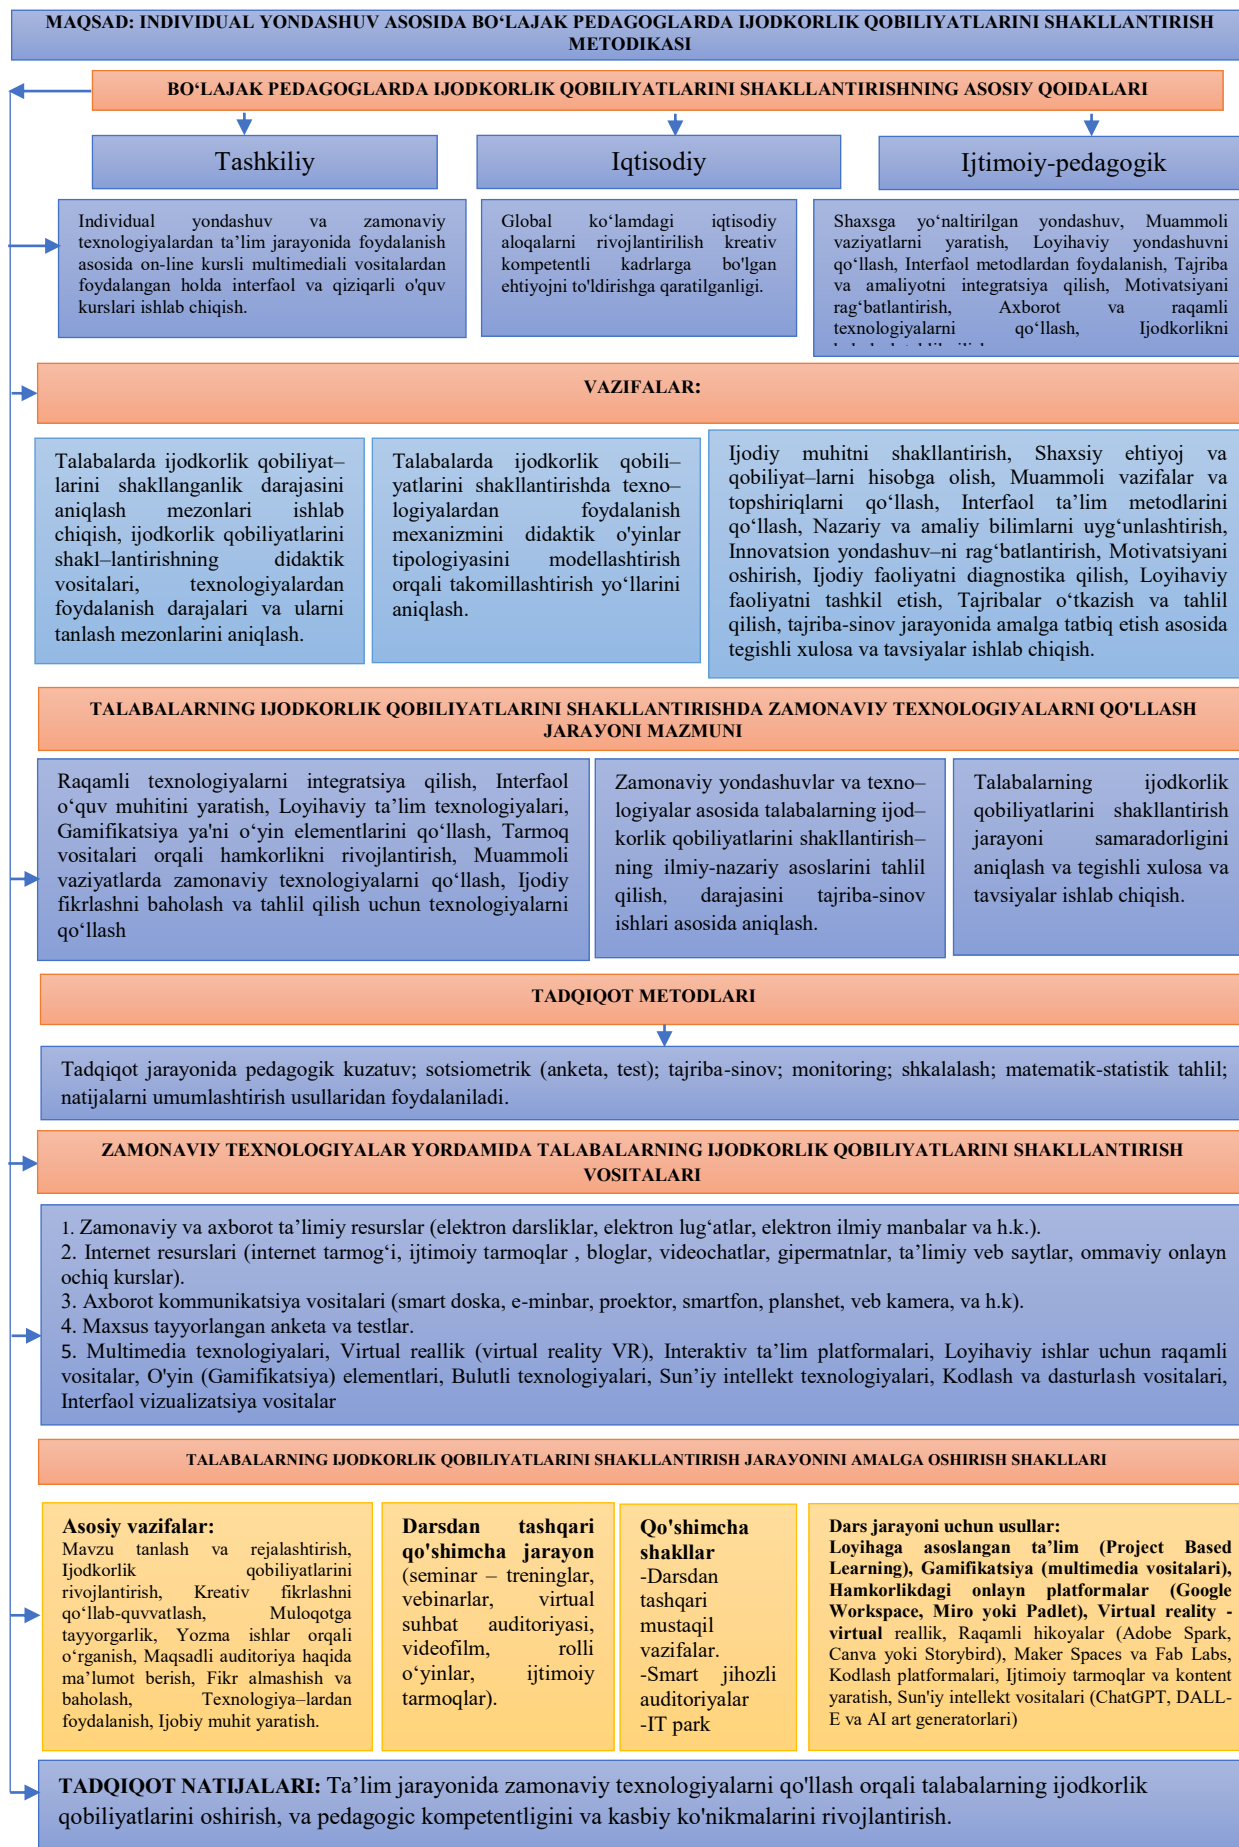 MAQSAD: INDIVIDUAL YONDASHUV ASOSIDA BO‘LAJAK PEDAGOGLARDA IJODKORLIK QOBILIYATLARINI SHAKLLANTIRISH
METODIKASI
BO‘LAJAK PEDAGOGLARDA IJODKORLIK QOBILIYATLARINI SHAKLLANTIRISHNING ASOSIУ QOIDALARI
Tashkiliy
Iqtisodiy
Ijtimoiy-pedagogik
Individual yondashuv va zamonaviy
texnologiyalardan ta’lim jarayonida foydalanish
asosida on-line kursli multimediali vositalardan
foydalangan holda interfaol va qiziqarli o'quv
kurslari ishlab chiqish.
Global ko‘lamdagi iqtisodiy
aloqalarni rivojlantirilish kreativ
kompetentli kadrlarga bo'lgan
ehtiyojni to'ldirishga qaratilganligi.
Shaxsga yo‘naltirilgan yondashuv, Muammoli
vaziyatlarni yaratish, Loyihaviy yondashuvni
qo‘llash, Interfaol metodlardan foydalanish, Tajriba
va amaliyotni integratsiya qilish, Motivatsiyani
rag‘batlantirish, Axborot va raqamli
texnologiyalarni qo‘llash, Ijodkorlikni
VAZIFALAR:
Talabalarda ijodkorlik qobiliyat–
larini shakllanganlik darajasini
aniqlash mezonlari ishlab
chiqish, ijodkorlik qobiliyatlarini
shakl–lantirishning didaktik
vositalari, texnologiyalardan
foydalanish darajalari va ularni
tanlash mezonlarini aniqlash.
Talabalarda ijodkorlik qobili–
yatlarini shakllantirishda texno–
logiyalardan foydalanish
mexanizmini didaktik o'yinlar
tipologiyasini modellashtirish
orqali takomillashtirish yo‘llarini
aniqlash.
Ijodiy muhitni shakllantirish, Shaxsiy ehtiyoj va
qobiliyat–larni hisobga olish, Muammoli vazifalar va
topshiriqlarni qo‘llash, Interfaol ta’lim metodlarini
qo‘llash, Nazariy va amaliy bilimlarni uyg‘unlashtirish,
Innovatsion yondashuv–ni rag‘batlantirish, Motivatsiyani
oshirish, Ijodiy faoliyatni diagnostika qilish, Loyihaviy
faoliyatni tashkil etish, Tajribalar o‘tkazish va tahlil
qilish, tajriba-sinov jarayonida amalga tatbiq etish asosida
tegishli xulosa va tavsiyalar ishlab chiqish.
TALABALARNING IJODKORLIK QOBILIYATLARINI SHAKLLANTIRISHDA ZAMONAVIУ TEXNOLOGIУALARNI QO'LLASH
JARAУONI MAZMUNI
Raqamli texnologiyalarni integratsiya qilish, Interfaol
o‘quv muhitini yaratish, Loyihaviy ta’lim texnologiyalari,
Gamifikatsiya ya'ni o‘yin elementlarini qo‘llash, Tarmoq
vositalari orqali hamkorlikni rivojlantirish, Muammoli
vaziyatlarda zamonaviy texnologiyalarni qo‘llash, Ijodiy
fikrlashni baholash va tahlil qilish uchun texnologiyalarni
qo‘llash
Zamonaviy yondashuvlar va texno–
logiyalar asosida talabalarning ijod–
korlik qobiliyatlarini shakllantirish–
ning ilmiy-nazariy asoslarini tahlil
qilish, darajasini tajriba-sinov
ishlari asosida aniqlash.
Talabalarning ijodkorlik
qobiliyatlarini shakllantirish
jarayoni samaradorligini
aniqlash va tegishli xulosa va
tavsiyalar ishlab chiqish.
TADQIQOT METODLARI
Tadqiqot jarayonida pedagogik kuzatuv; sotsiometrik (anketa, test); tajriba-sinov; monitoring; shkalalash; matematik-statistik tahlil;
natijalarni umumlashtirish usullaridan foydalaniladi.
ZAMONAVIУ TEXNOLOGIYALAR YORDAMIDA TALABALARNING IJODKORLIK QOBILIYATLARINI SHAKLLANTIRISH
VOSITALARI
1. Zamonaviy va axborot ta’limiy resurslar (elektron darsliklar, elektron lug‘atlar, elektron ilmiy manbalar va h.k.).
2. Internet resurslari (internet tarmog‘i, ijtimoiy tarmoqlar , bloglar, videochatlar, gipermatnlar, ta’limiy veb saytlar, ommaviy onlayn
ochiq kurslar).
3. Axborot kommunikatsiya vositalari (smart doska, e-minbar, proektor, smartfon, planshet, veb kamera, va h.k).
4. Maxsus tayyorlangan anketa va testlar.
5. Multimedia texnologiyalari, Virtual reallik (virtual reality VR), Interaktiv ta’lim platformalari, Loyihaviy ishlar uchun raqamli
vositalar, O'yin (Gamifikatsiya) elementlari, Bulutli texnologiyalari, Sun’iy intellekt texnologiyalari, Kodlash va dasturlash vositalari,
Interfaol vizualizatsiya vositalar
TALABALARNING IJODKORLIK QOBILIYATLARINI SHAKLLANTIRISH JARAУONINI AMALGA OSHIRISH SHAKLLARI
Asosiy vazifalar:
Mavzu tanlash va rejalashtirish,
Ijodkorlik qobiliyatlarini
rivojlantirish, Kreativ fikrlashni
qo‘llab-quvvatlash, Muloqotga
tayyorgarlik, Yozma ishlar orqali
o‘rganish, Maqsadli auditoriya haqida
ma’lumot berish, Fikr almashish va
baholash, Texnologiya–lardan
foydalanish, Ijobiy muhit yaratish.
Darsdan tashqari
qo'shimcha jarayon
(seminar – treninglar,
vebinarlar, virtual
suhbat auditoriyasi,
videofilm, rolli
o‘yinlar, ijtimoiy
tarmoqlar).
Qo'shimcha
shakllar
-Darsdan
tashqari
mustaqil
vazifalar.
-Smart jihozli
auditoriyalar
-IT park
Dars jarayoni uchun usullar:
Loyihaga asoslangan ta’lim (Project Based
Learning), Gamifikatsiya (multimedia vositalari),
Hamkorlikdagi onlayn platformalar (Google
Workspace, Miro yoki Padlet), Virtual reality -
virtual reallik, Raqamli hikoyalar (Adobe Spark,
Canva yoki Storybird), Maker Spaces va Fab Labs,
Kodlash platformalari, Ijtimoiy tarmoqlar va kontent
yaratish, Sun'iy intellekt vositalari (ChatGPT, DALL-
E va AI art generatorlari)
TADQIQOT NATIJALARI: Ta’lim jarayonida zamonaviy texnologiyalarni qo'llash orqali talabalarning ijodkorlik
qobiliyatlarini oshirish, va pedagogic kompetentligini va kasbiy ko'nikmalarini rivojlantirish.